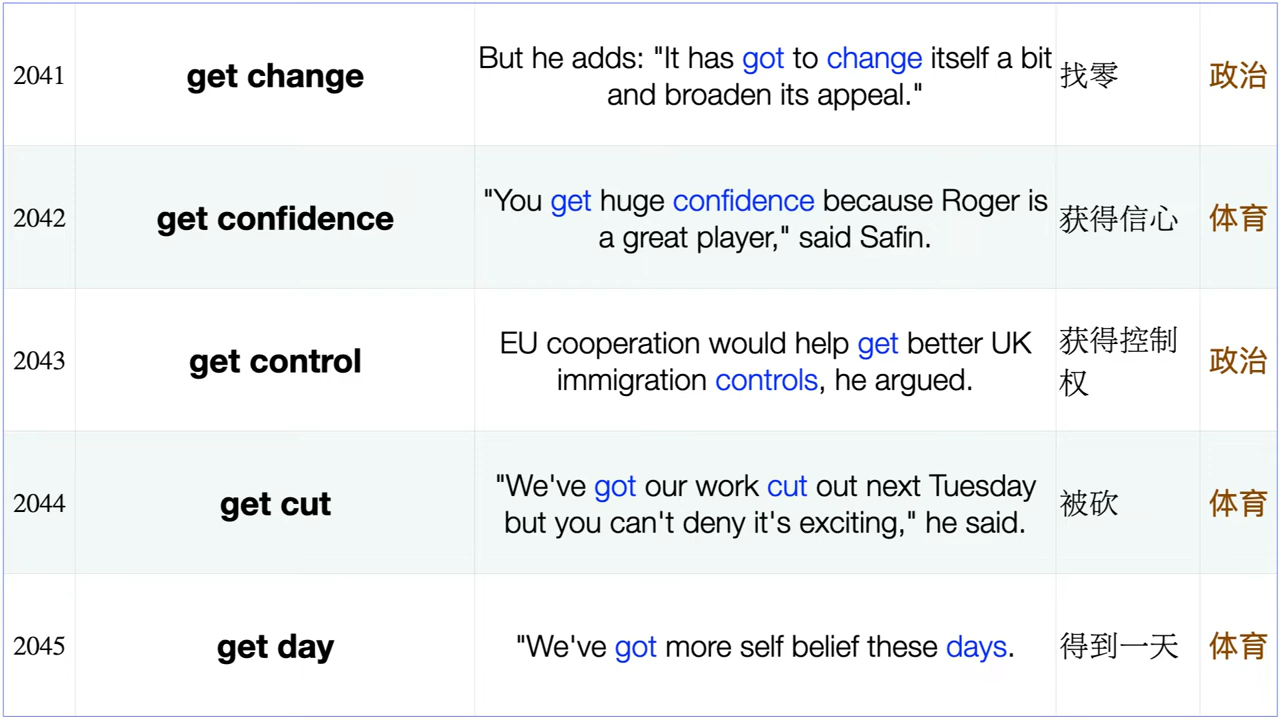 2041
get change
But he adds: "It has got to change itself a bit
and broaden its appeal."
找零
政治
2042
get confidence
"You get huge confidence because Roger is
a great player," said Safin.
获得信心
体育
2043
get control
EU cooperation would help get better UK
immigration controls, he argued.
获得控制
权
政治
2044
get cut
"We've got our work cut out next Tuesday
but you can't deny it's exciting," he said.
被砍
体育
2045
get day
"We've got more self belief these days.
得到一天
体育